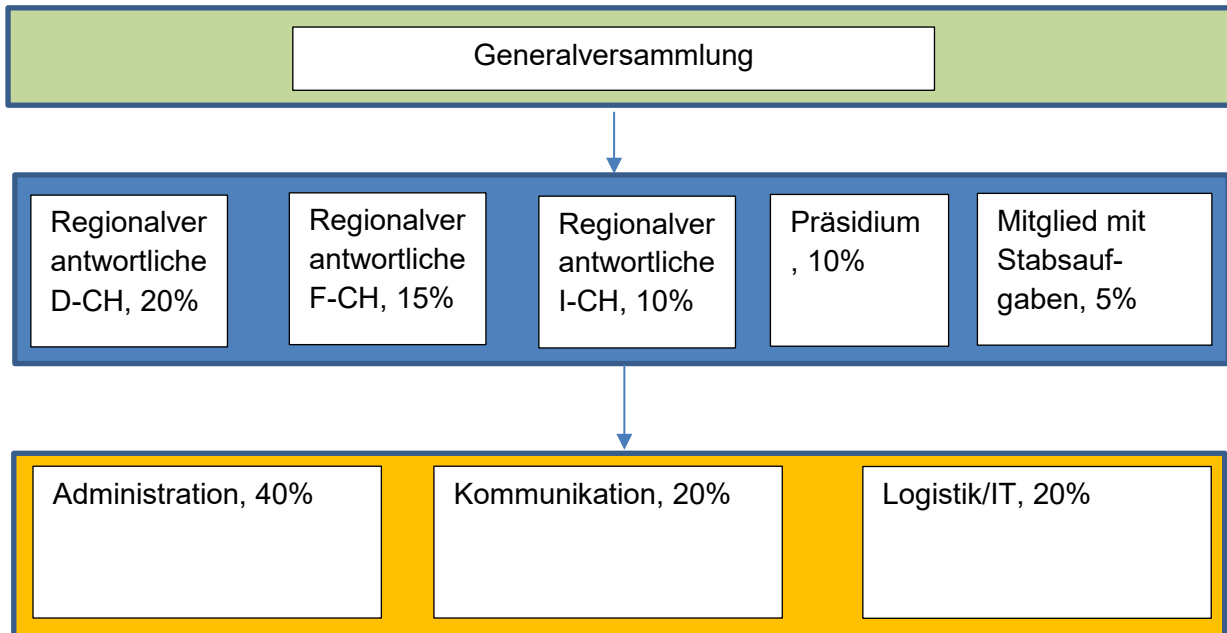 Generalversammlung
Regionalver
antwortliche
D-CH, 20%
Regionalver
antwortliche
F-CH, 15%
Regionalver
antwortliche
I-CH, 10%
Präsidium
, 10%
Mitglied mit
Stabsauf-
gaben, 5%
Administration, 40%
Kommunikation, 20%
Logistik/IT, 20%